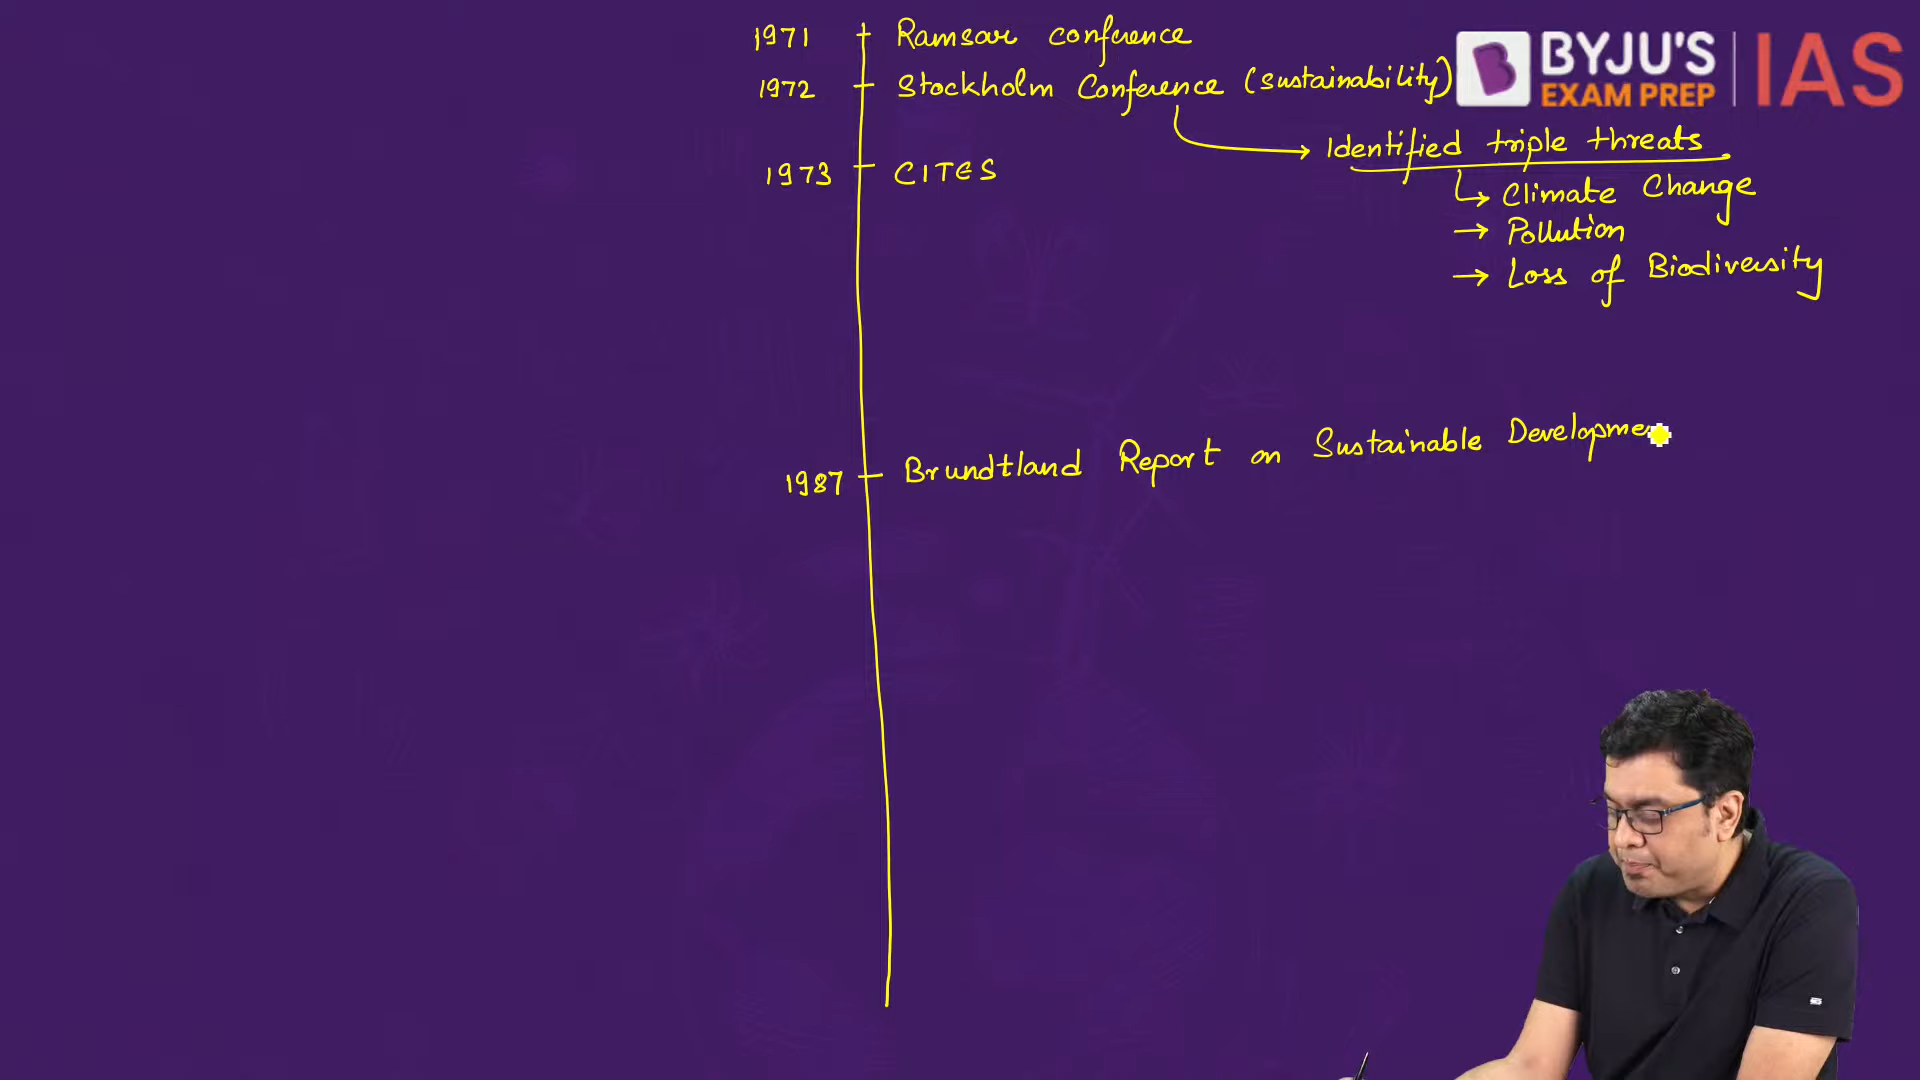 1971 Ramsar conference
1972 Stockholm Conference (sustainability)
BYJU'S
EXAM PREP
IAS
Identified triple threats
1973 CITES
Climate Change
Pollution
Loss of Biodiversity
1987 Brundtland Report on Sustainable Developme